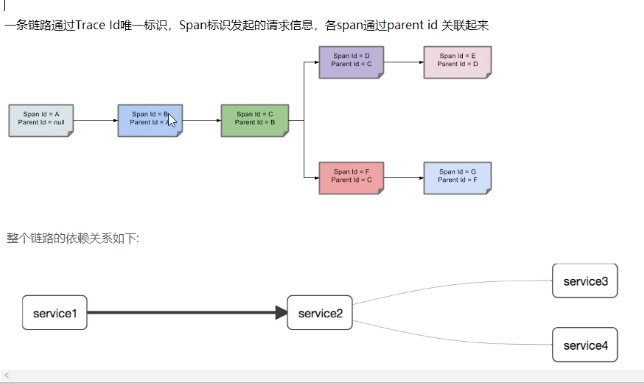 一条链路通过Trace Id唯一标识，Span标识发起的请求信息，各span通过parent id 关联起来
Span Id = D
Parent Id = C
Span Id = E
Parent Id = D
Span Id = A
Parent Id = null
Span Id = B
Parent Id = A
Span Id = C
Parent Id = B
Span Id = F
Parent Id = C
Span Id = G
Parent Id = F
整个链路的依赖关系如下:
service3
service1
service2
service4